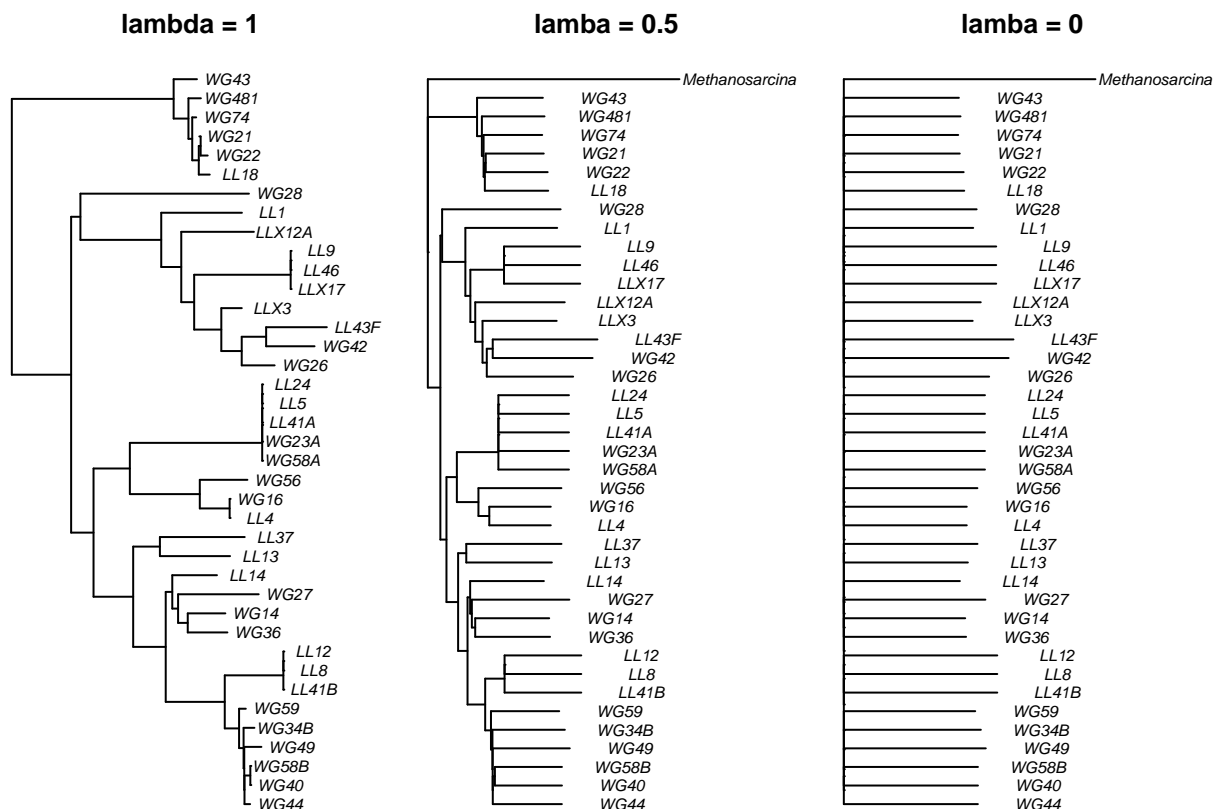 lambda = 1
WG43
WG481
WG74
WG21
WG22
LL18
WG28
LL1
LLX12A
LL9
LL46
LLX17
LLX3
LL43F
WG42
WG26
LL24
LL5
LL41A
WG23A
WG58A
WG56
WG16
LL4
LL37
LL13
LL14
WG27
WG14
WG36
LL12
LL8
LL41B
WG59
WG34B
WG49
WG58B
WG40
WG44
lamba = 0.5
Methanosarcina
WG43
WG481
WG74
WG21
WG22
LL18
WG28
LL1
LL9
LL46
LLX17
LLX12A
LLX3
LL43F
WG42
WG26
LL24
LL5
LL41A
WG23A
WG58A
WG56
WG16
LL4
LL37
LL13
LL14
WG27
WG14
WG36
LL12
LL8
LL41B
WG59
WG34B
WG49
WG58B
WG40
WG44
lamba = 0
Methanosarcina
WG43
WG481
WG74
WG21
WG22
LL18
WG28
LL1
LL9
LL46
LLX17
LLX12A
LLX3
LL43F
WG42
WG26
LL24
LL5
LL41A
WG23A
WG58A
WG56
WG16
LL4
LL37
LL13
LL14
WG27
WG14
WG36
LL12
LL8
LL41B
WG59
WG34B
WG49
WG58B
WG40
WG44